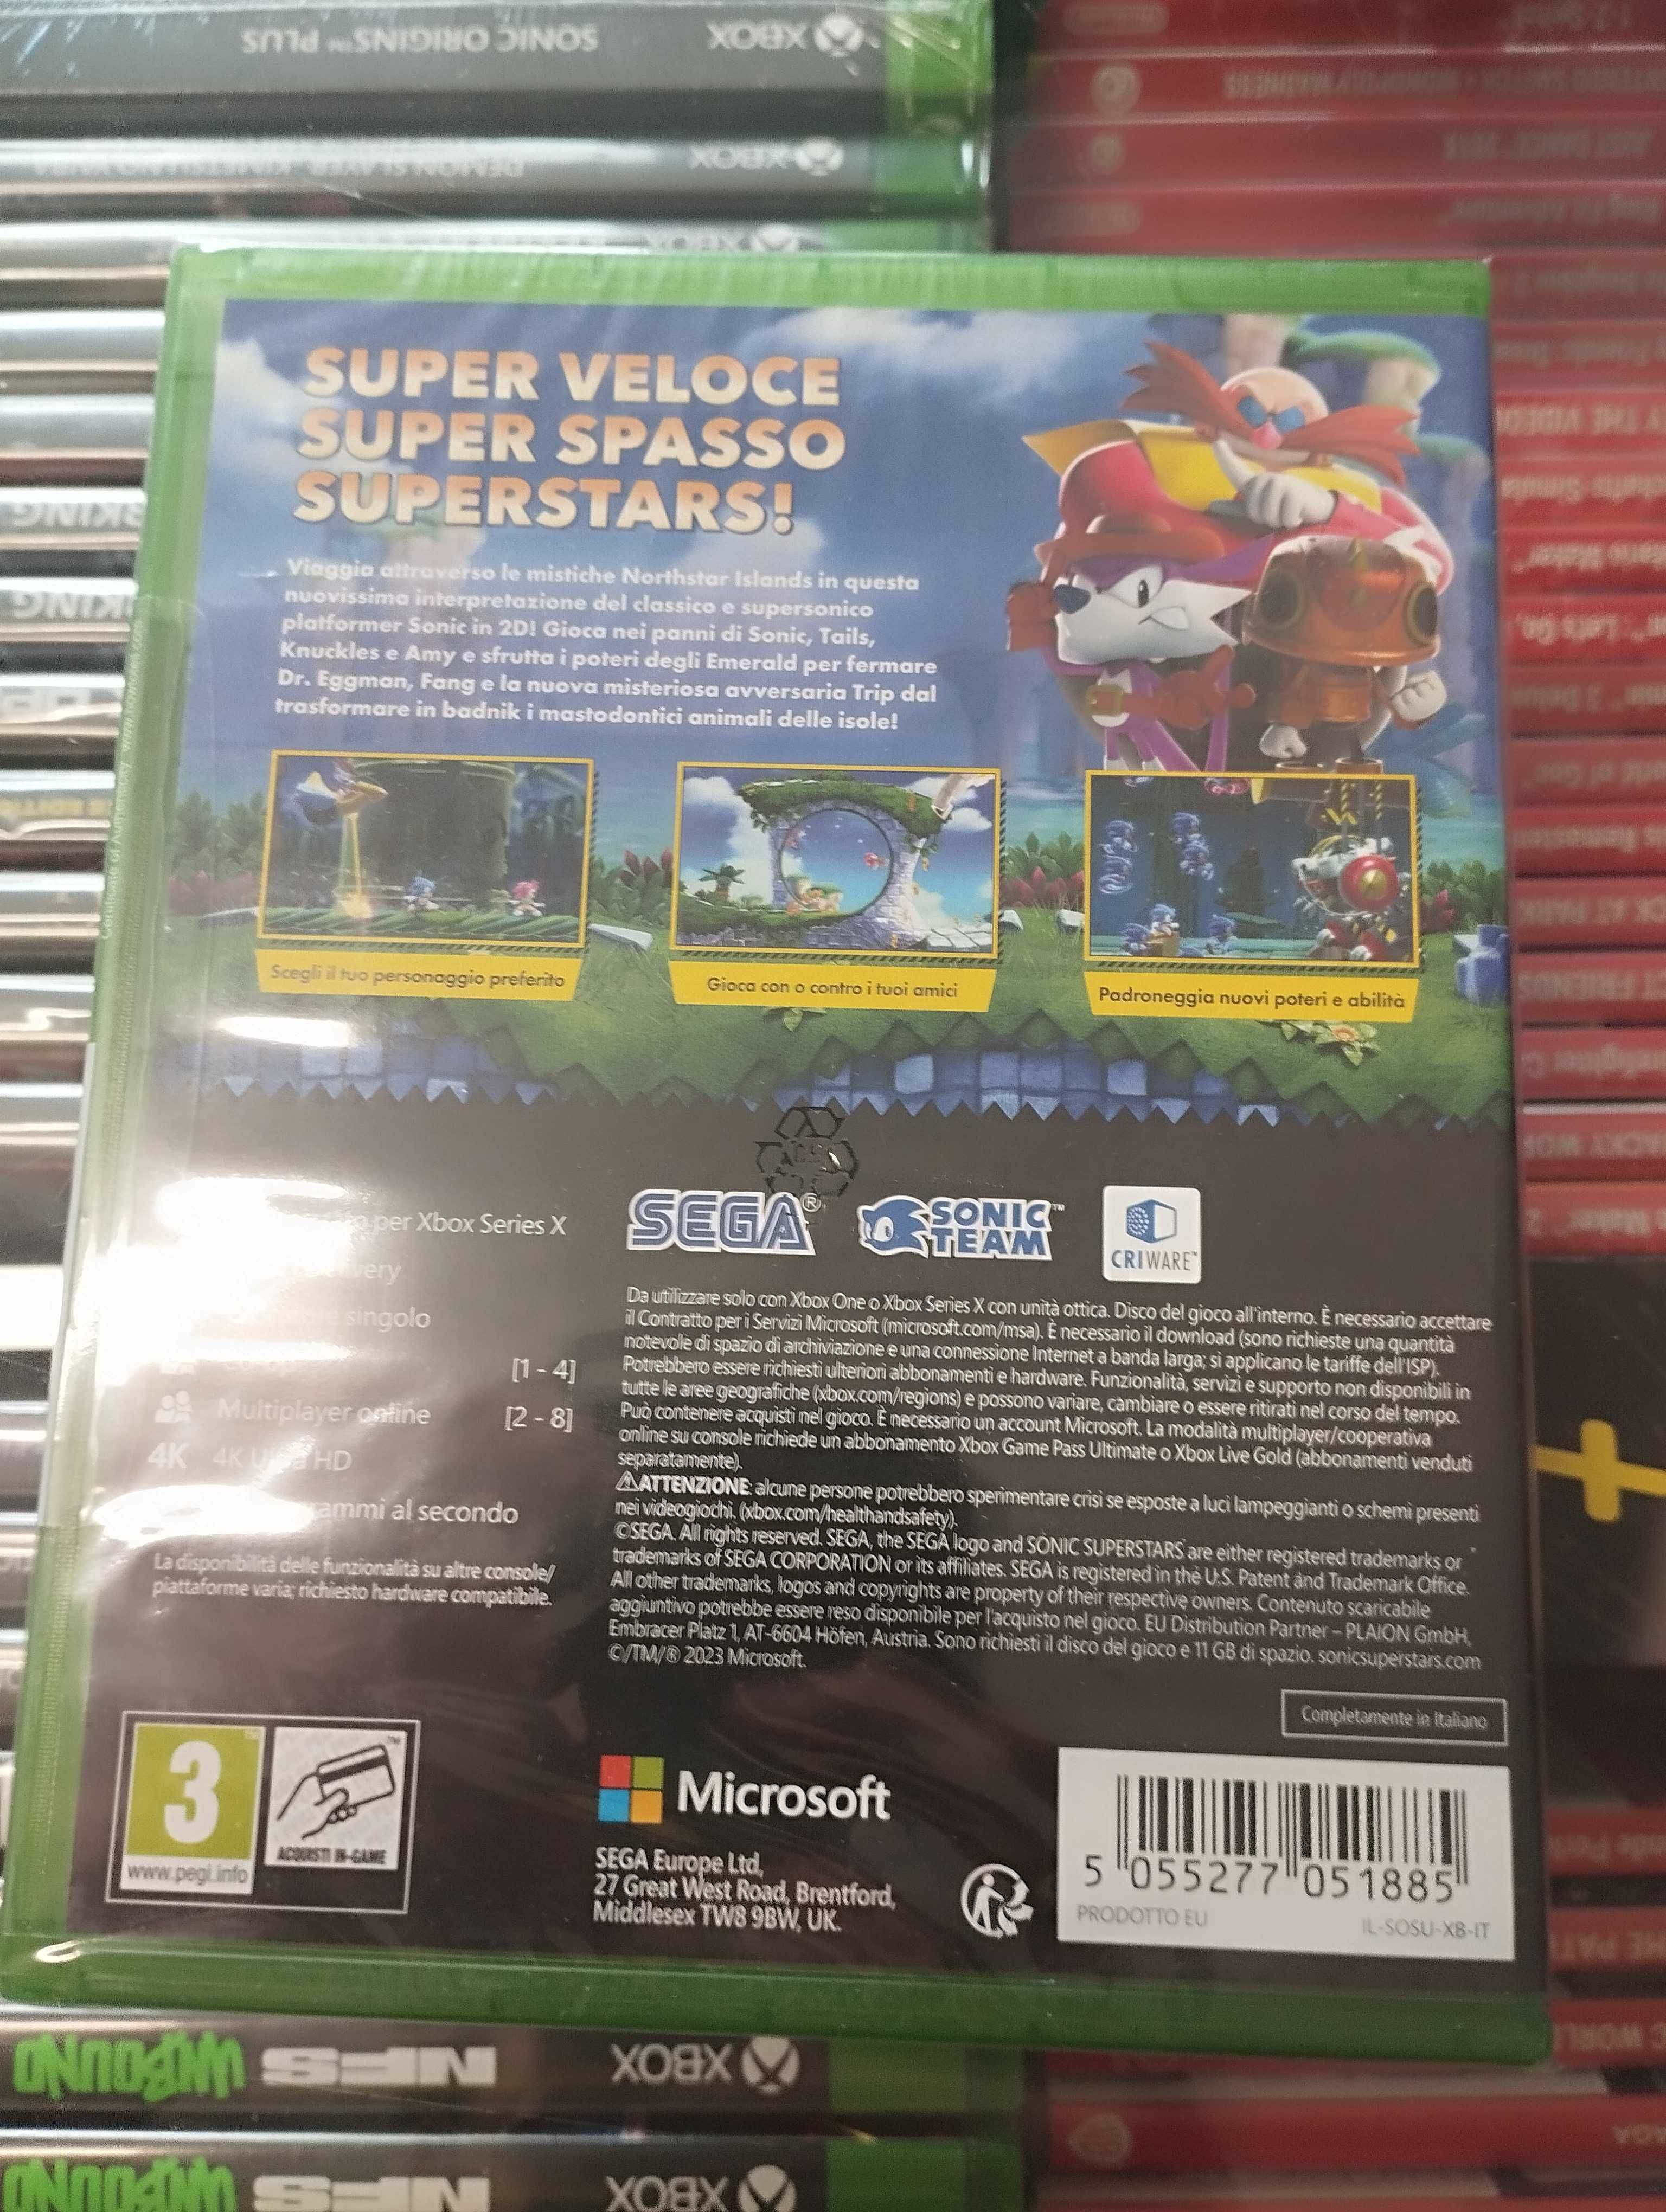 SONIC ORIGINS™ PLUS XBOX
XBOX
XBOX
SUPER VELOCE
SUPER SPASSO
SUPERSTARS!
Viaggia attraverso le mistiche Northstar Islands in questa
nuovissima interpretazione del classico e supersonico
platformer Sonic in 2D! Gioca nei panni di Sonic, Tails,
Knuckles e Amy e sfrutta i poteri degli Emerald per fermare
Dr. Eggman, Fang e la nuova misteriosa avversaria Trip dal
trasformare in badnik i mastodontici animali delle isole!
Scegli il tuo personaggio preferito
Gioca con o contro i tuoi amici
Padroneggia nuovi poteri e abilità
per Xbox Series X
singolo
[1 - 4]
Multiplayer online [2 - 8]
4K 4K Ultra HD
al secondo
La disponibilità delle funzionalità su altre console/
piattaforme varia; richiesto hardware compatibile.
SEGA®
SONIC
TEAM™
CRIWARE™
Da utilizzare solo con Xbox One o Xbox Series X con unità ottica. Disco del gioco all'interno. È necessario accettare
il Contratto per i Servizi Microsoft (microsoft.com/msa). È necessario il download (sono richieste una quantità
notevole di spazio di archiviazione e una connessione Internet a banda larga; si applicano le tariffe dell'ISP).
Potrebbero essere richiesti ulteriori abbonamenti e hardware. Funzionalità, servizi e supporto non disponibili in
tutte le aree geografiche (xbox.com/regions) e possono variare, cambiare o essere ritirati nel corso del tempo.
Può contenere acquisti nel gioco. È necessario un account Microsoft. La modalità multiplayer/cooperativa
online su console richiede un abbonamento Xbox Game Pass Ultimate o Xbox Live Gold (abbonamenti venduti
separatamente).
⚠ATTENZIONE: alcune persone potrebbero sperimentare crisi se esposte a luci lampeggianti o schemi presenti
nei videogiochi. (xbox.com/healthandsafety).
©SEGA. All rights reserved. SEGA, the SEGA logo and SONIC SUPERSTARS are either registered trademarks or
trademarks of SEGA CORPORATION or its affiliates. SEGA is registered in the U.S. Patent and Trademark Office.
All other trademarks, logos and copyrights are property of their respective owners. Contenuto scaricabile
aggiuntivo potrebbe essere reso disponibile per l'acquisto nel gioco. EU Distribution Partner – PLAION GmbH,
Embracer Platz 1, AT-6604 Höfen, Austria. Sono richiesti il disco del gioco e 11 GB di spazio. sonicsuperstars.com
©/TM/® 2023 Microsoft.
Completamente in Italiano
3
www.pegi.info
ACQUISTI IN-GAME
Microsoft
SEGA Europe Ltd,
27 Great West Road, Brentford,
Middlesex TW8 9BW, UK.
5 055277 051885
PRODOTTO EU IL-SOSU-XB-IT
NFS UNBOUND XBOX
NFS UNBOUND XBOX